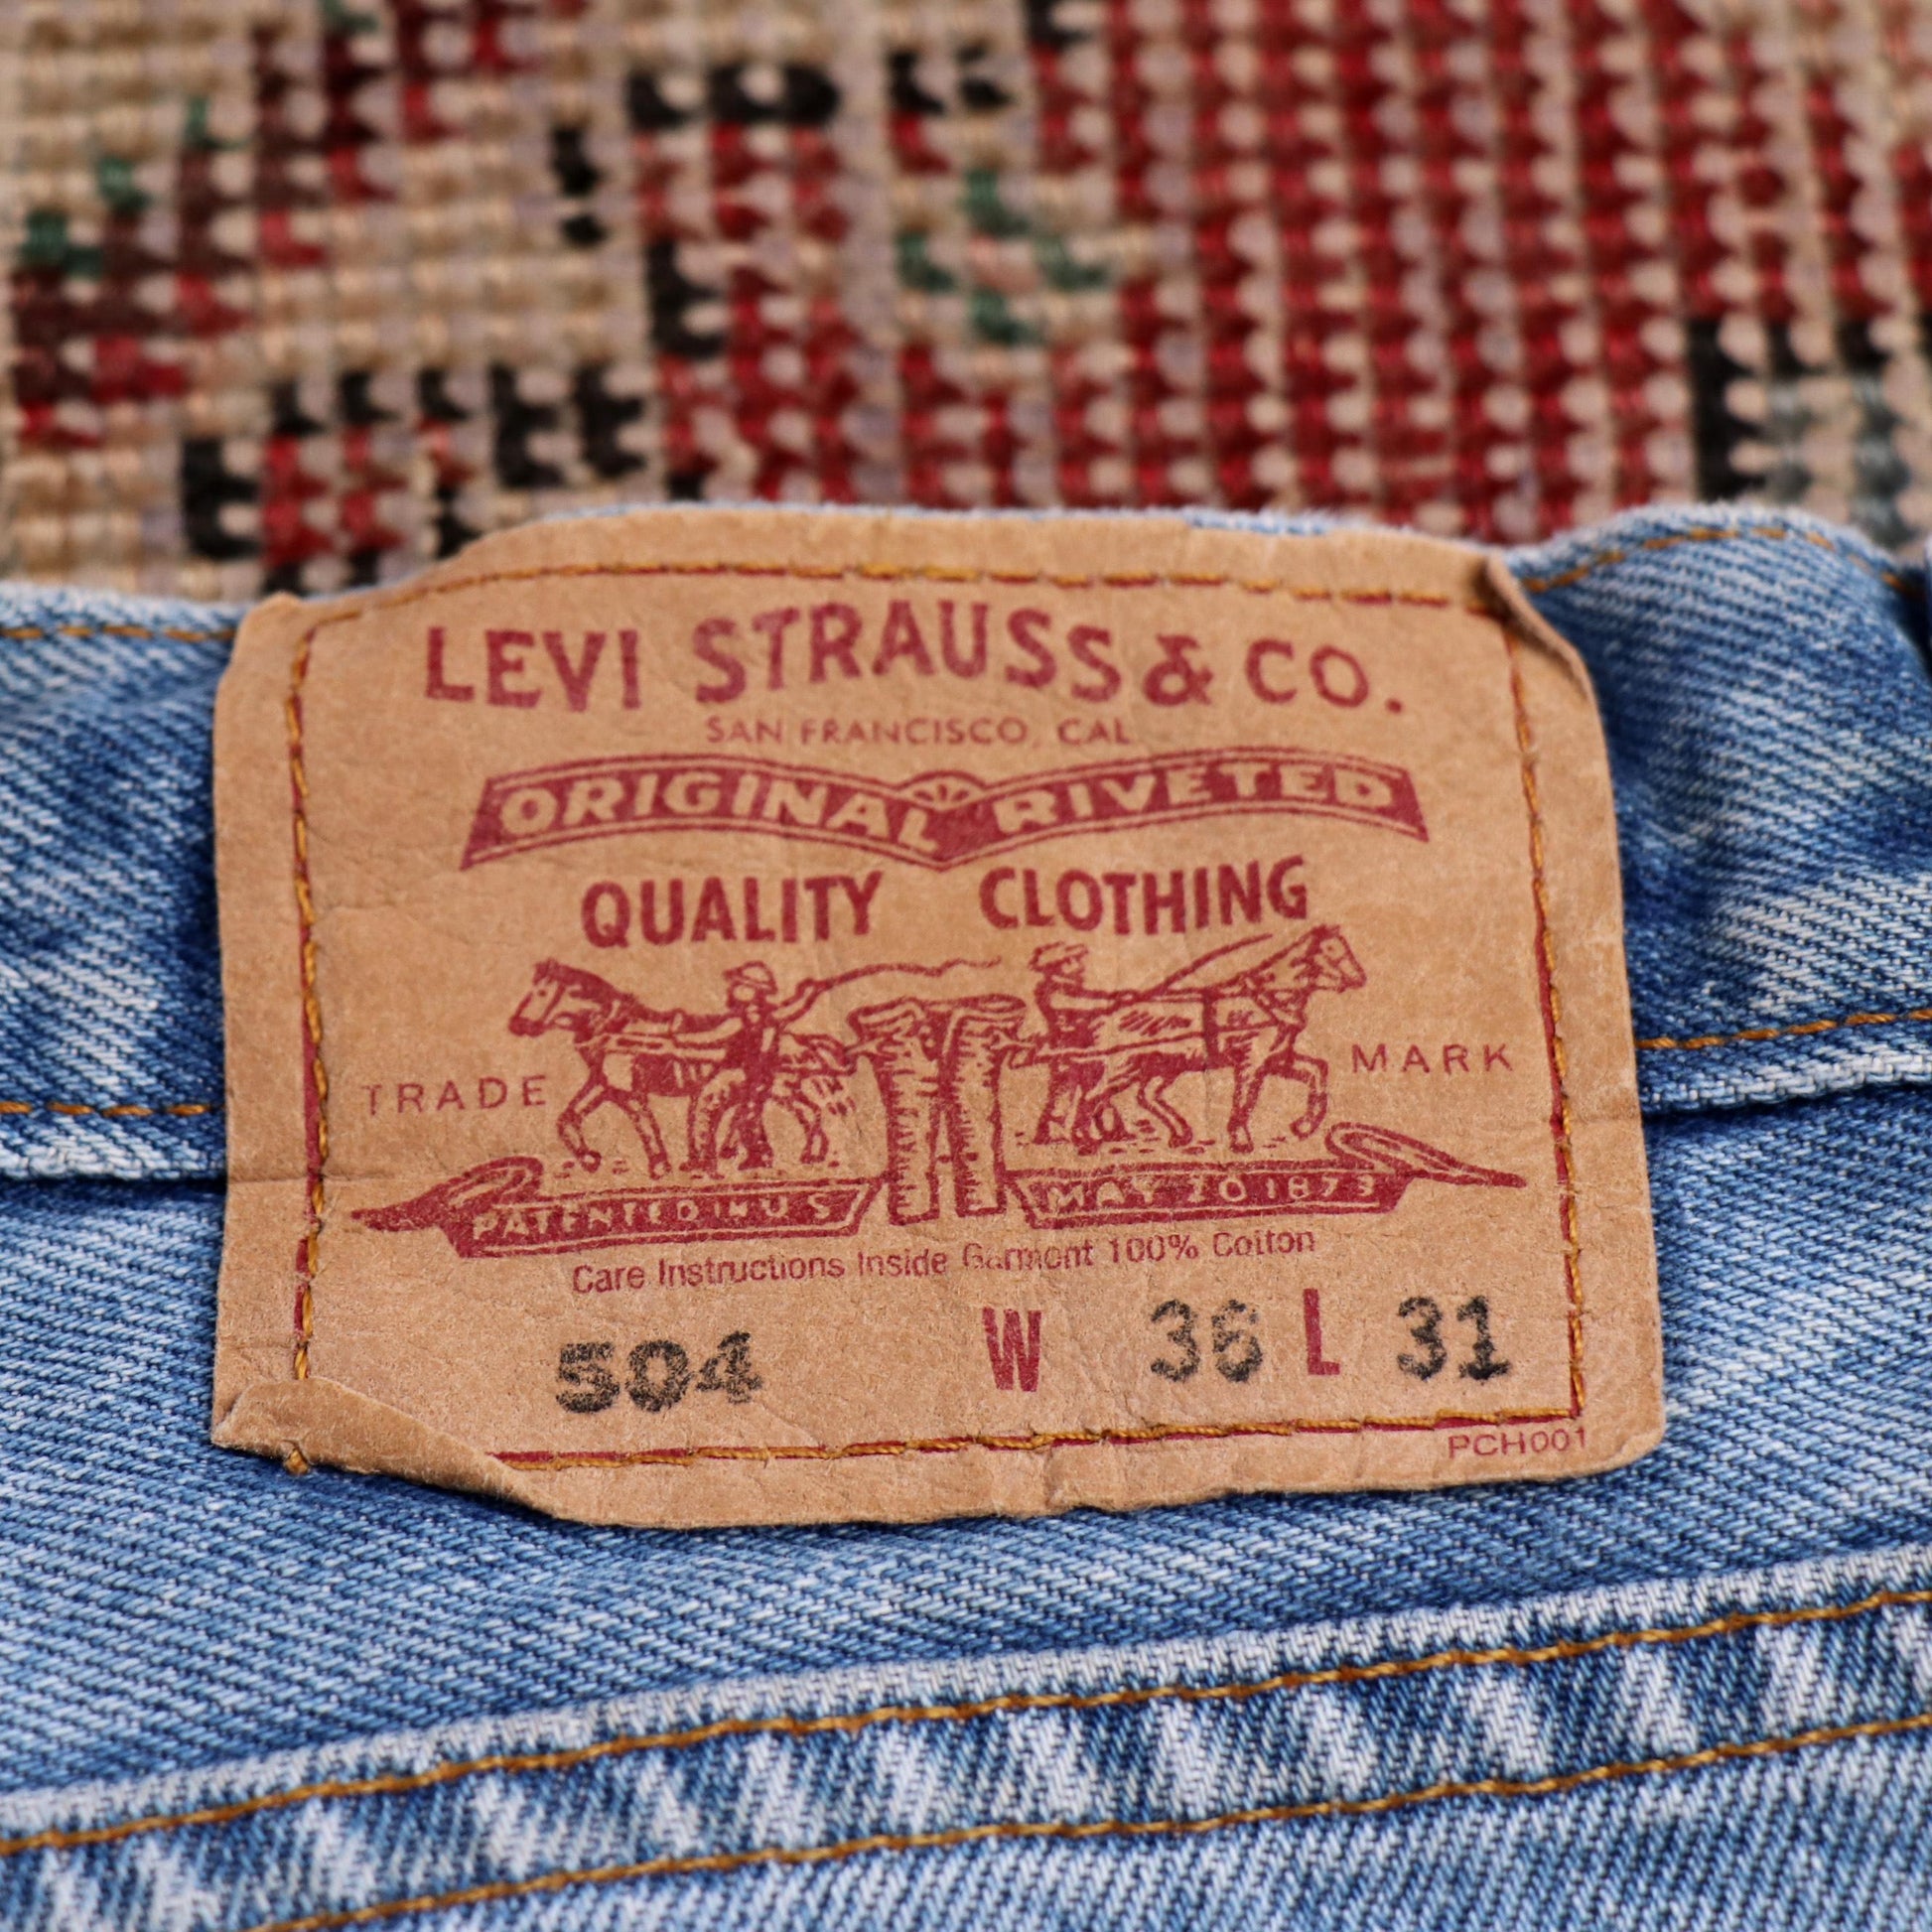 LEVI STRAUSS & CO.
SAN FRANCISCO, CAL
ORIGINAL RIVETED
QUALITY CLOTHING
TRADE MARK
PATENTED IN U S MAY 20 1873
Care Instructions Inside Garment 100% Cotton
504 W 36 L 31
PCH001